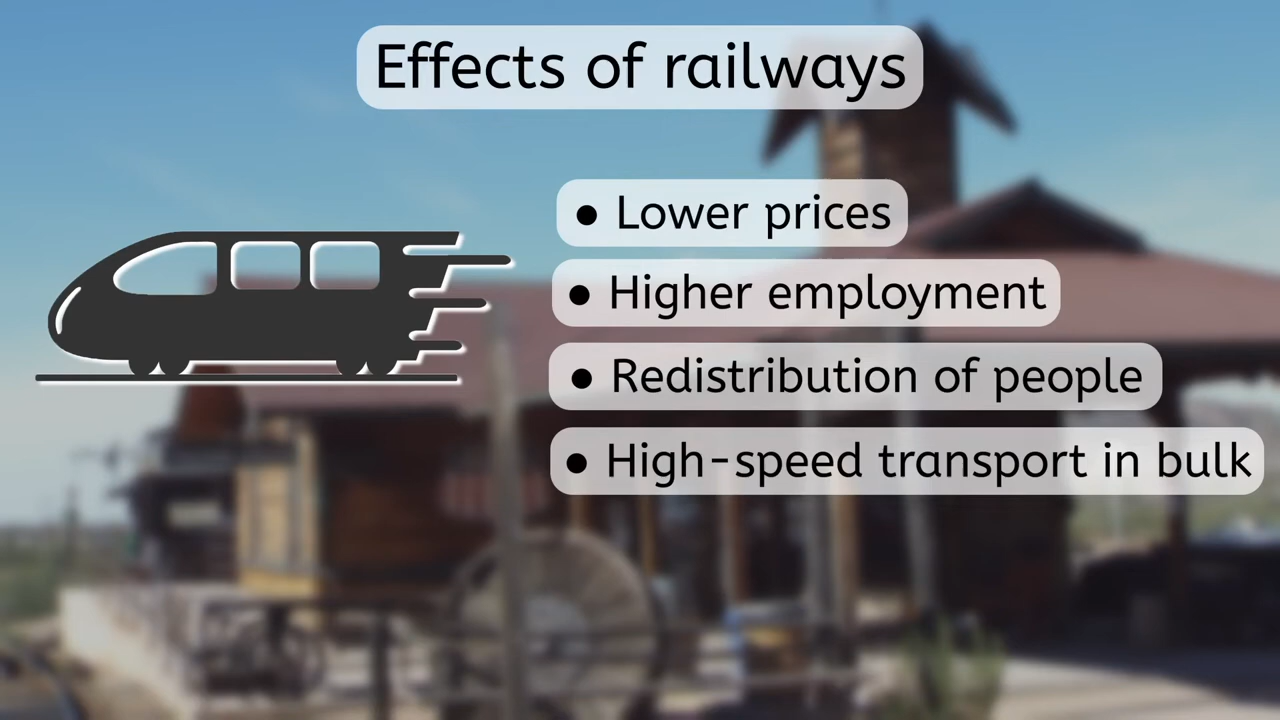 Effects of railways
● Lower prices
● Higher employment
● Redistribution of people
● High-speed transport in bulk